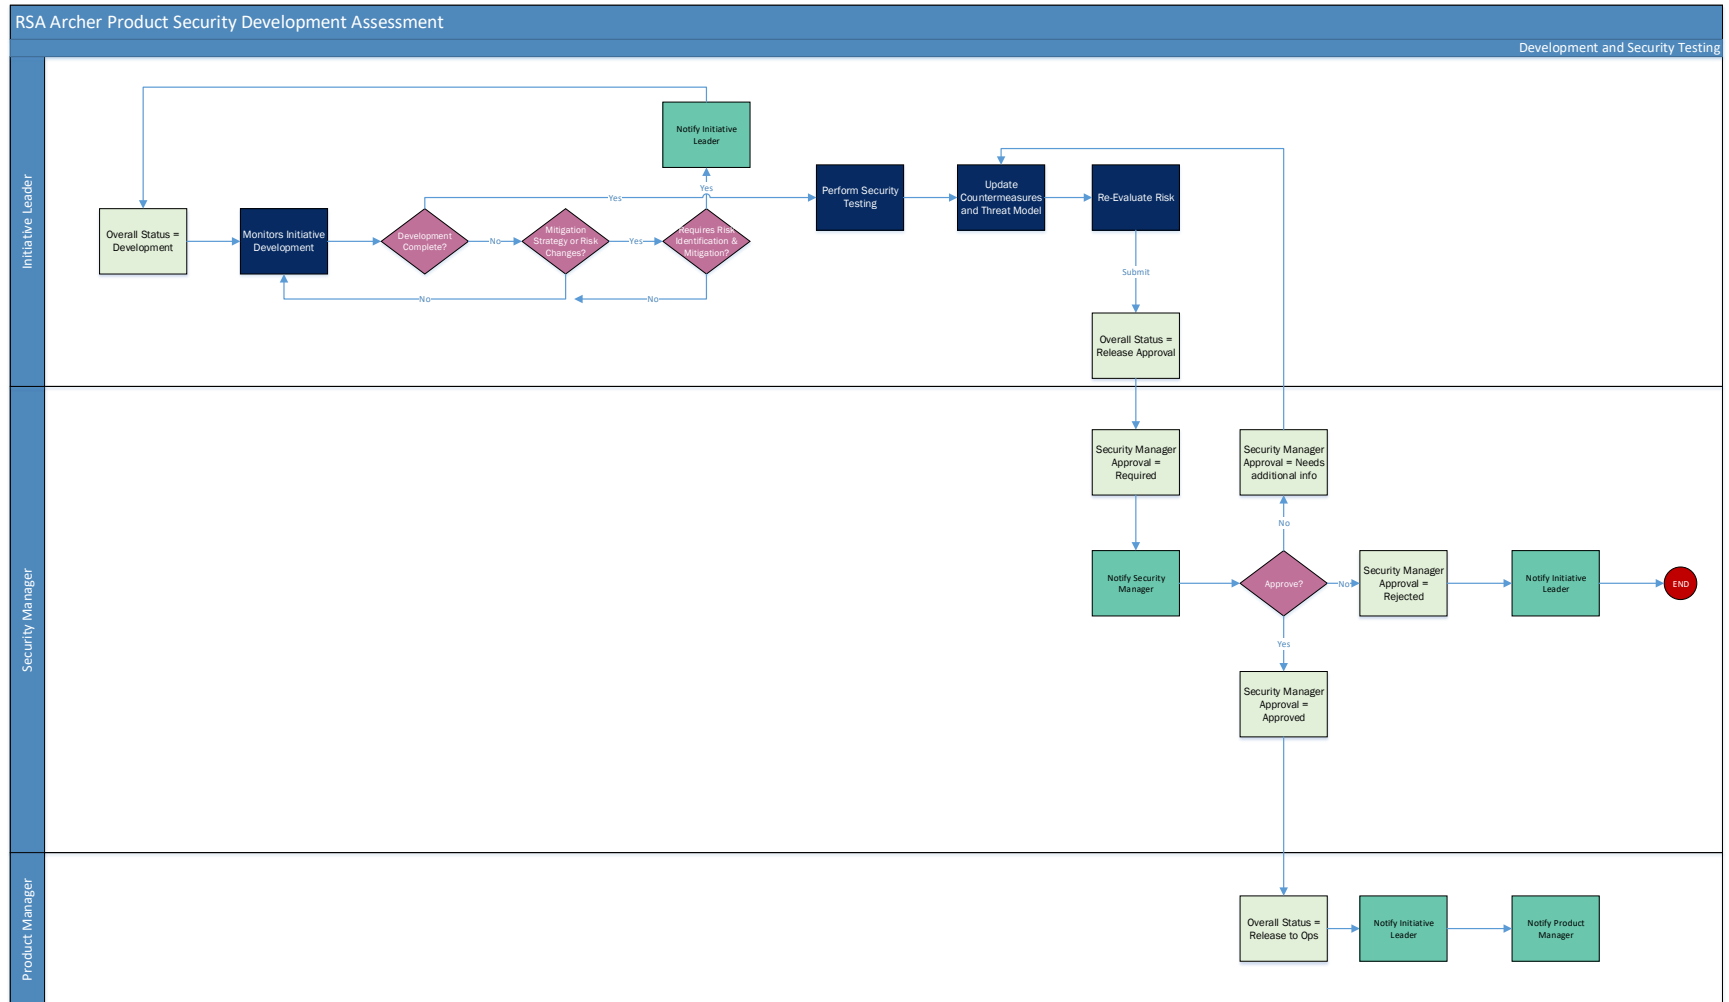 RSA Archer Product Security Development Assessment
Development and Security Testing
Initiative Leader
Notify Initiative
Leader
Yes
Yes
Overall Status =
Development
Monitors Initiative
Development
Development
Complete?
No
Mitigation
Strategy or Risk
Changes?
Yes
Requires Risk
Identification &
Mitigation?
No
No
Perform Security
Testing
Update
Countermeasures
and Threat Model
Re-Evaluate Risk
Submit
Overall Status =
Release Approval
Security Manager
Security Manager
Approval =
Required
Security Manager
Approval = Needs
additional info
No
Notify Security
Manager
Approve?
No
Security Manager
Approval =
Rejected
Notify Initiative
Leader
END
Yes
Security Manager
Approval =
Approved
Product Manager
Overall Status =
Release to Ops
Notify Initiative
Leader
Notify Product
Manager